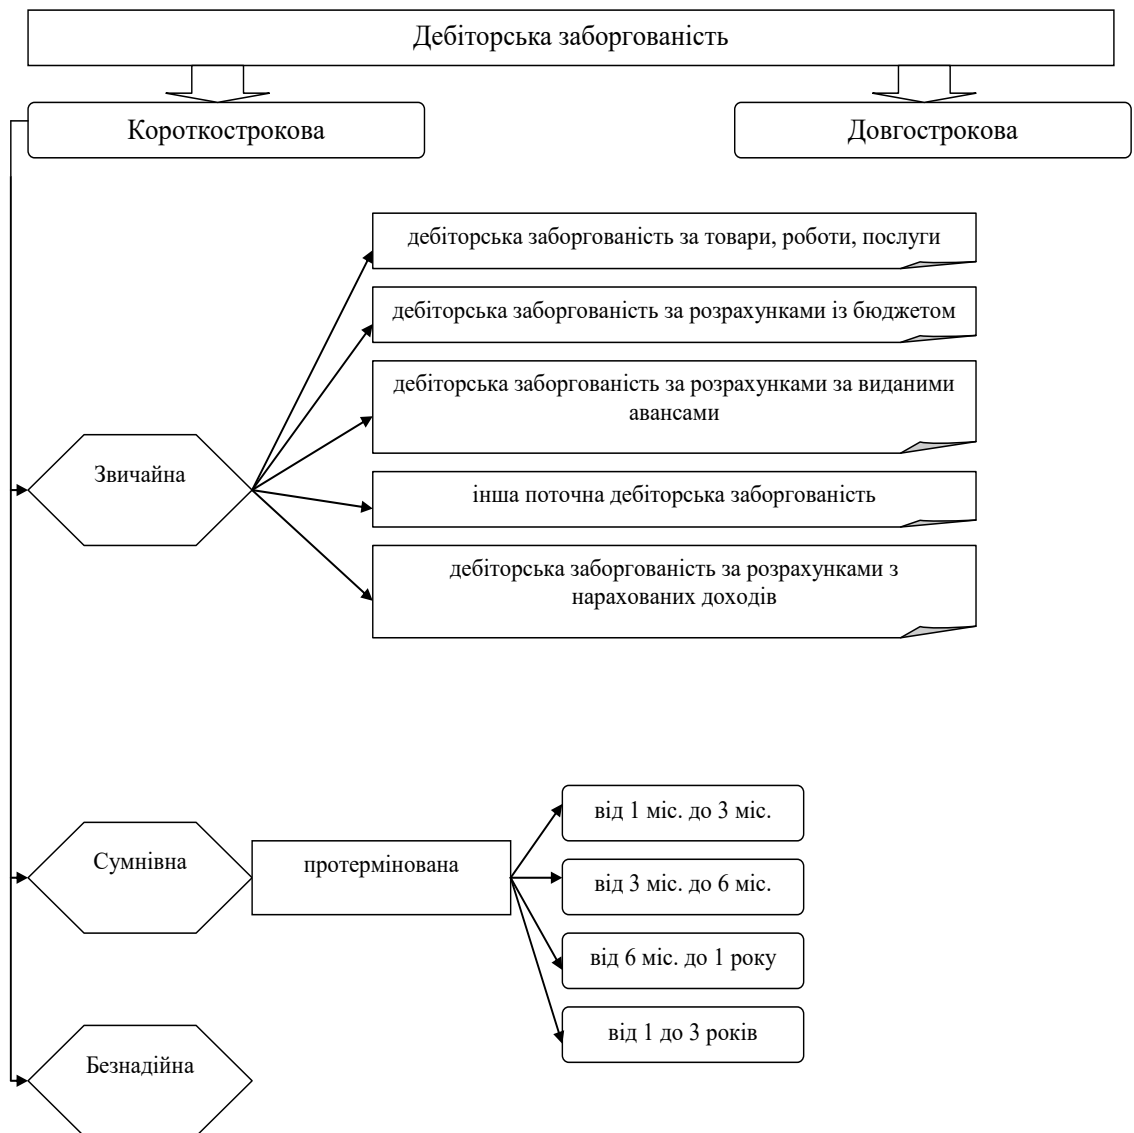 Дебіторська заборгованість
Короткострокова
Довгострокова
дебіторська заборгованість за товари, роботи, послуги
дебіторська заборгованість за розрахунками із бюджетом
дебіторська заборгованість за розрахунками за виданими
авансами
Звичайна
інша поточна дебіторська заборгованість
дебіторська заборгованість за розрахунками з
нарахованих доходів
від 1 міс. до 3 міс.
Сумнівна
протермінована
від 3 міс. до 6 міс.
від 6 міс. до 1 року
від 1 до 3 років
Безнадійна